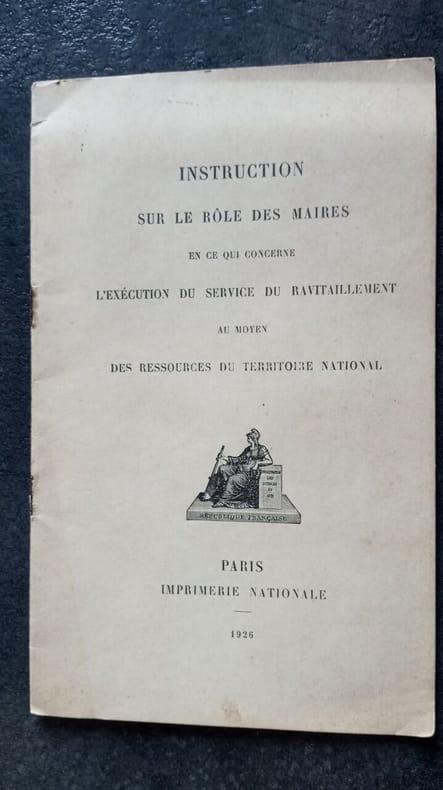 INSTRUCTION
SUR LE RÔLE DES MAIRES
EN CE QUI CONCERNE
L'EXÉCUTION DU SERVICE DU RAVITAILLEMENT
AU MOYEN
DES RESSOURCES DU TERRITOIRE NATIONAL
RÉPUBLIQUE FRANÇAISE
PARIS
IMPRIMERIE NATIONALE
1926